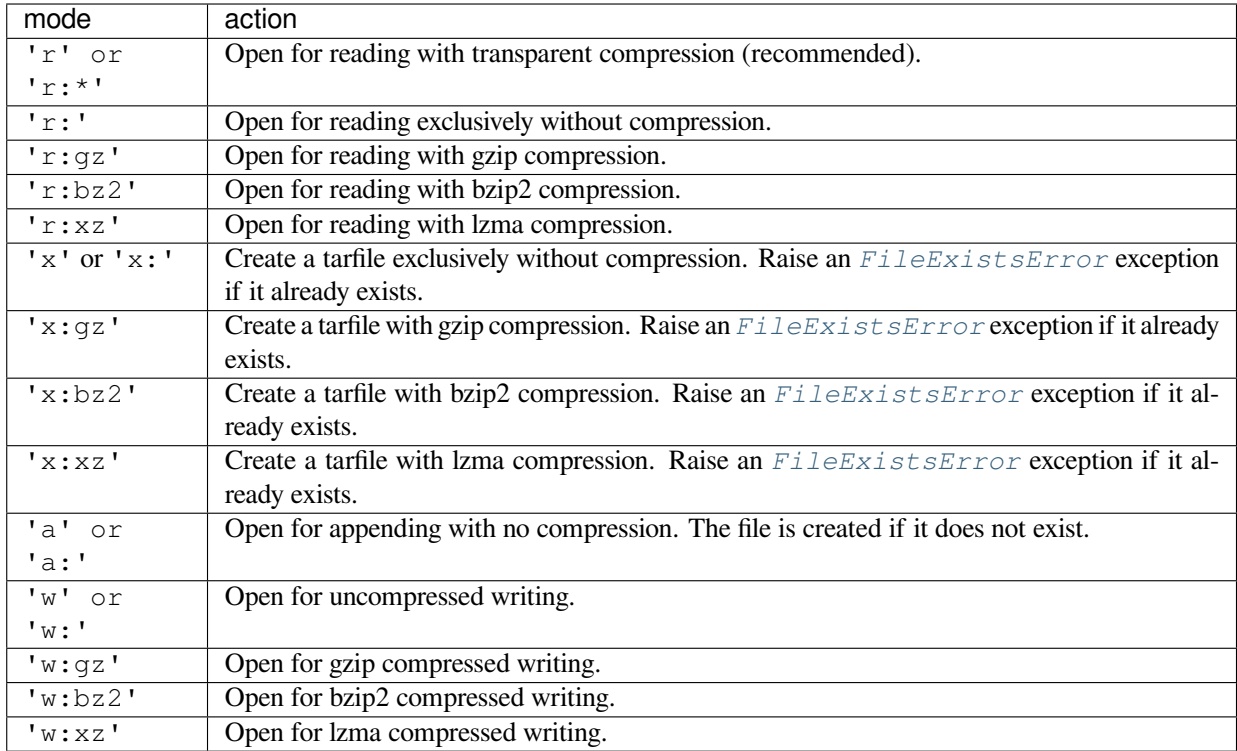 mode action
'r' or Open for reading with transparent compression (recommended).
'r:*'
'r:' Open for reading exclusively without compression.
'r:gz' Open for reading with gzip compression.
'r:bz2' Open for reading with bzip2 compression.
'r:xz' Open for reading with lzma compression.
'x' or 'x:' Create a tarfile exclusively without compression. Raise an FileExistsError exception
if it already exists.
'x:gz' Create a tarfile with gzip compression. Raise an FileExistsError exception if it already
exists.
'x:bz2' Create a tarfile with bzip2 compression. Raise an FileExistsError exception if it al-
ready exists.
'x:xz' Create a tarfile with lzma compression. Raise an FileExistsError exception if it al-
ready exists.
'a' or Open for appending with no compression. The file is created if it does not exist.
'a:'
'w' or Open for uncompressed writing.
'w:'
'w:gz' Open for gzip compressed writing.
'w:bz2' Open for bzip2 compressed writing.
'w:xz' Open for lzma compressed writing.